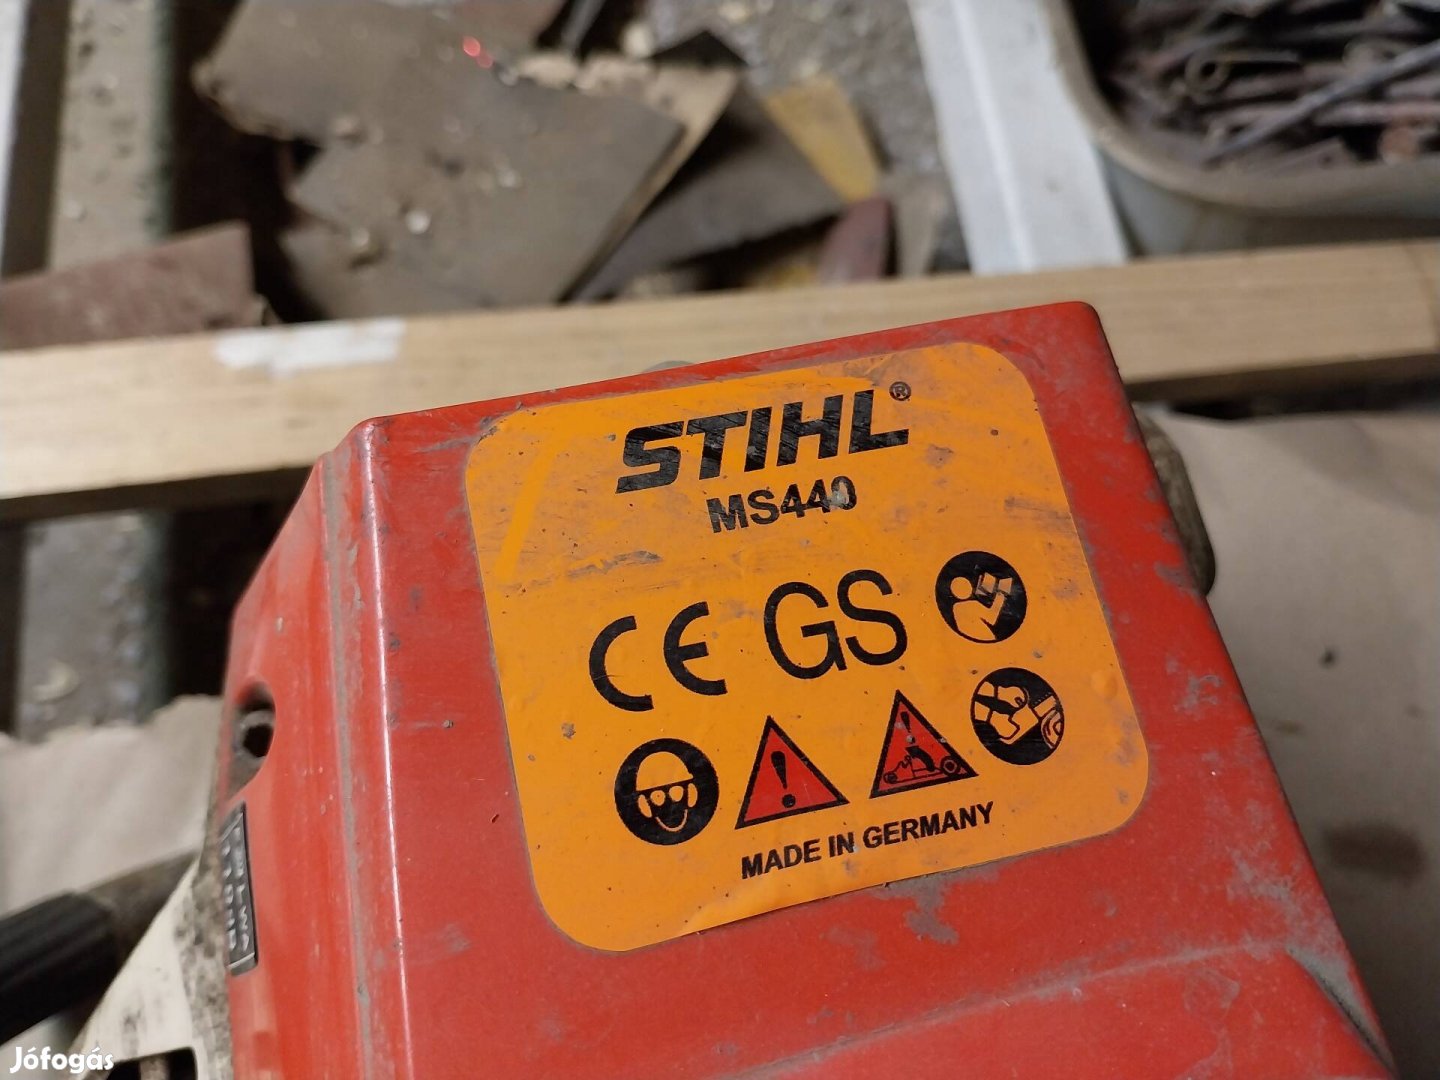 STIHL®
MS440
CE GS
MADE IN GERMANY
Jófogás